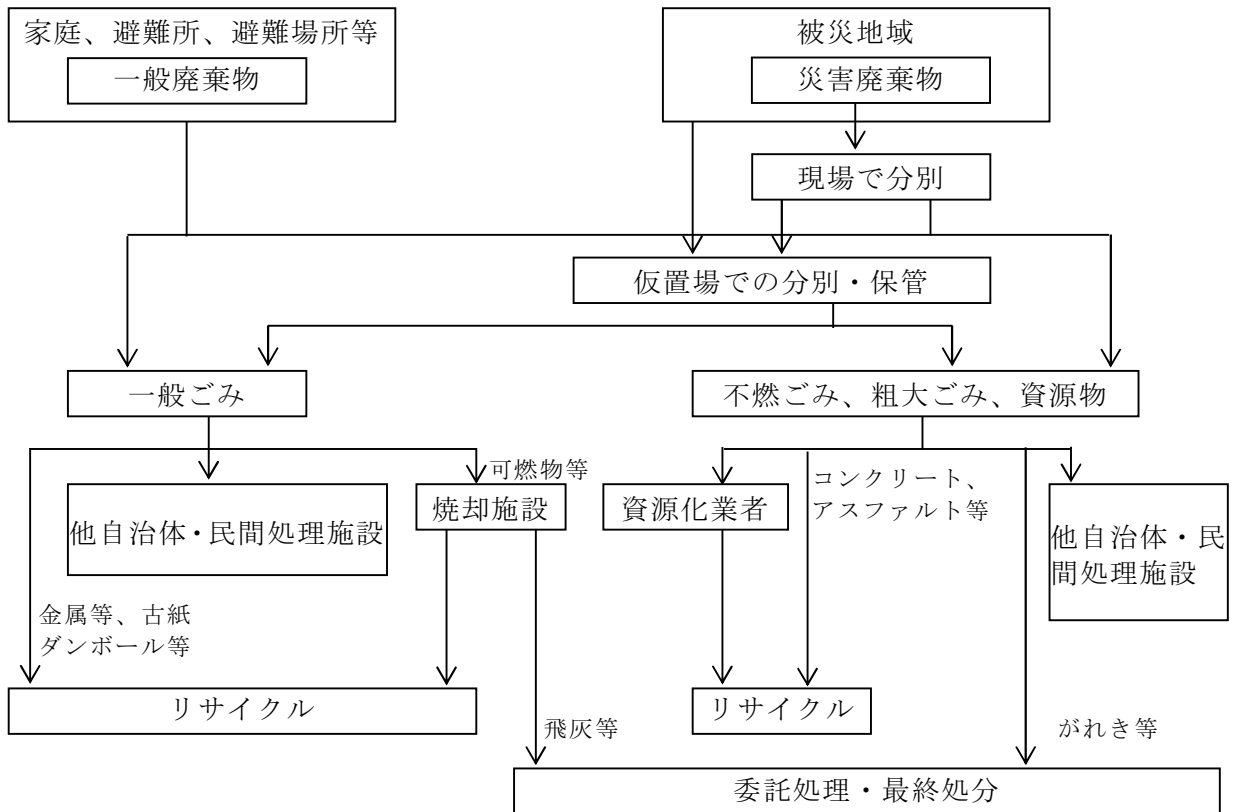 家庭、避難所、避難場所等
一般廃棄物
被災地域
災害廃棄物
現場で分別
仮置場での分別・保管
一般ごみ
不燃ごみ、粗大ごみ、資源物
可燃物等
焼却施設
他自治体・民間処理施設
資源化業者
コンクリート、
アスファルト等
他自治体・民
間処理施設
金属等、古紙
ダンボール等
リサイクル
飛灰等
リサイクル
がれき等
委託処理・最終処分